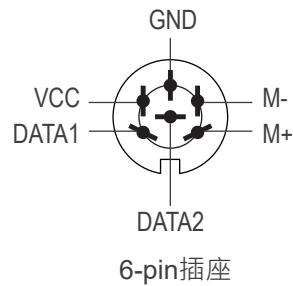 GND
VCC M-
DATA1 M+
DATA2
6-pin插座